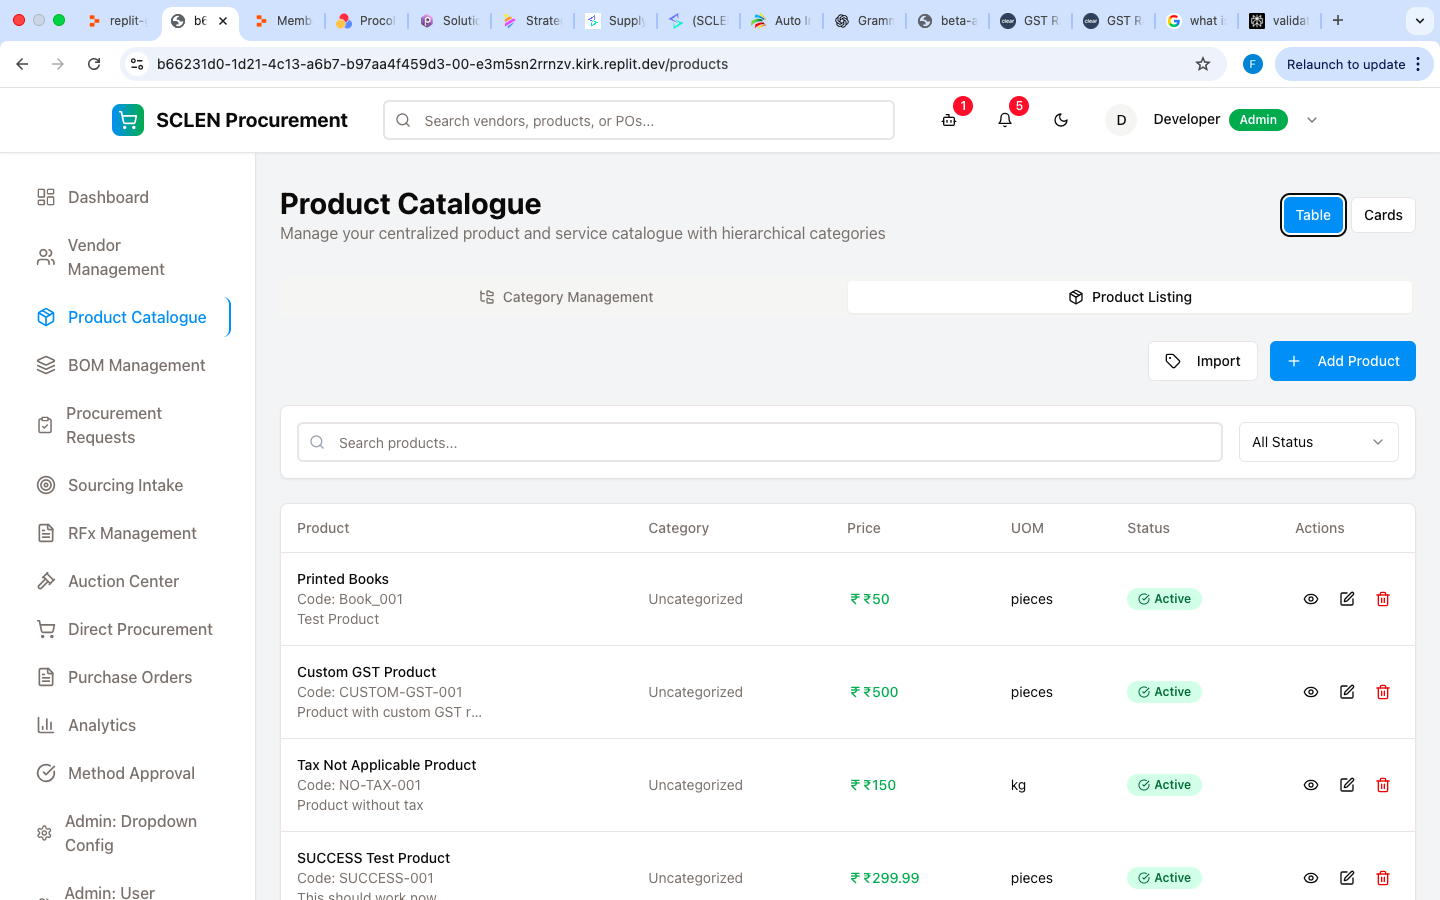 replit-
b6
Memb
Procol
Solutio
Strate
Supply
(SCLE
Auto I
Gramn
beta-a
GST R
GST R
what i
validat
b66231d0-1d21-4c13-a6b7-b97aa4f459d3-00-e3m5sn2rrnzv.kirk.replit.dev/products
F
Relaunch to update
SCLEN Procurement
Search vendors, products, or POs...
1
5
D
Developer
Admin
Dashboard
Vendor
Management
Product Catalogue
BOM Management
Procurement
Requests
Sourcing Intake
RFx Management
Auction Center
Direct Procurement
Purchase Orders
Analytics
Method Approval
Admin: Dropdown
Config
Admin: User
Product Catalogue
Manage your centralized product and service catalogue with hierarchical categories
Table
Cards
Category Management
Product Listing
Import
Add Product
Search products...
All Status
Product Category Price UOM Status Actions
Printed Books
Code: Book_001
Test Product
Uncategorized
₹ ₹50
pieces
Active
Custom GST Product
Code: CUSTOM-GST-001
Product with custom GST r...
Uncategorized
₹ ₹500
pieces
Active
Tax Not Applicable Product
Code: NO-TAX-001
Product without tax
Uncategorized
₹ ₹150
kg
Active
SUCCESS Test Product
Code: SUCCESS-001
This should work now
Uncategorized
₹ ₹299.99
pieces
Active